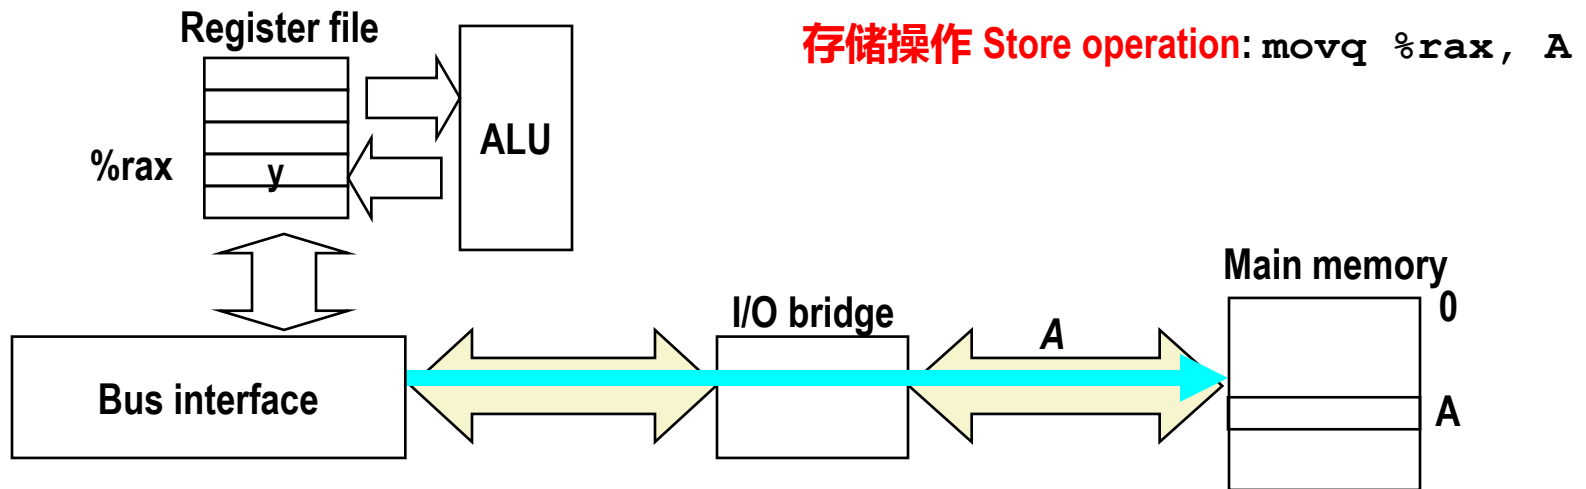 Register file
存储操作 Store operation: movq %rax, A
ALU
%rax
y
Main memory
0
I/O bridge
A
Bus interface
A